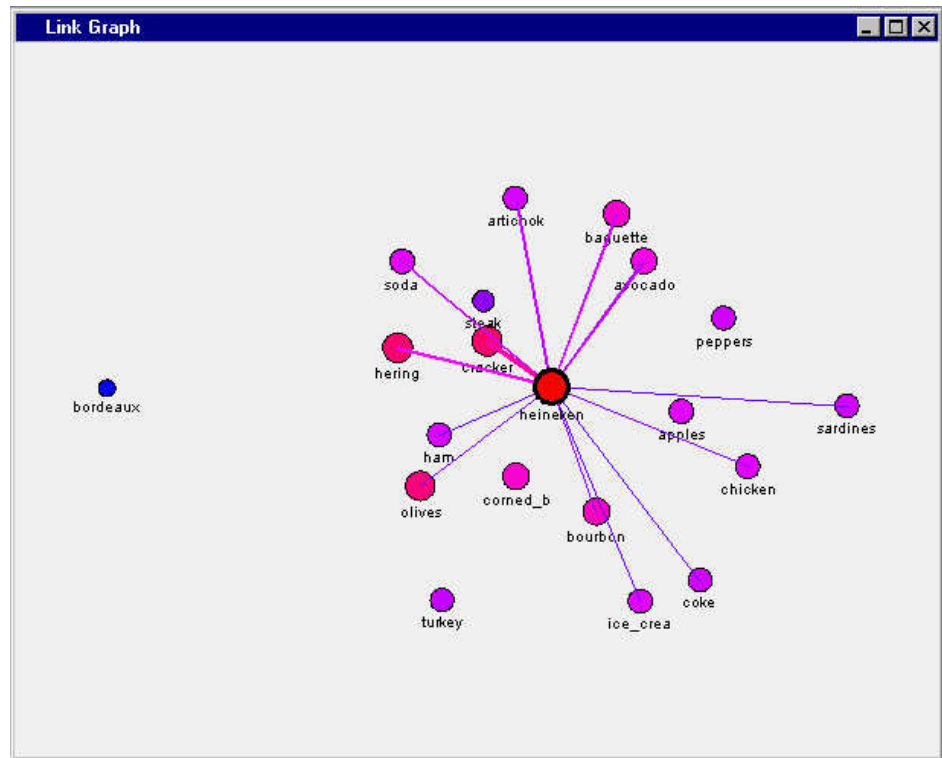 Link Graph
artichok
baguette
soda
avocado
steak
peppers
hering
cracker
bordeaux
heineken
apples
sardines
ham
chicken
olives
corned_b
bourbon
coke
turkey
ice_crea